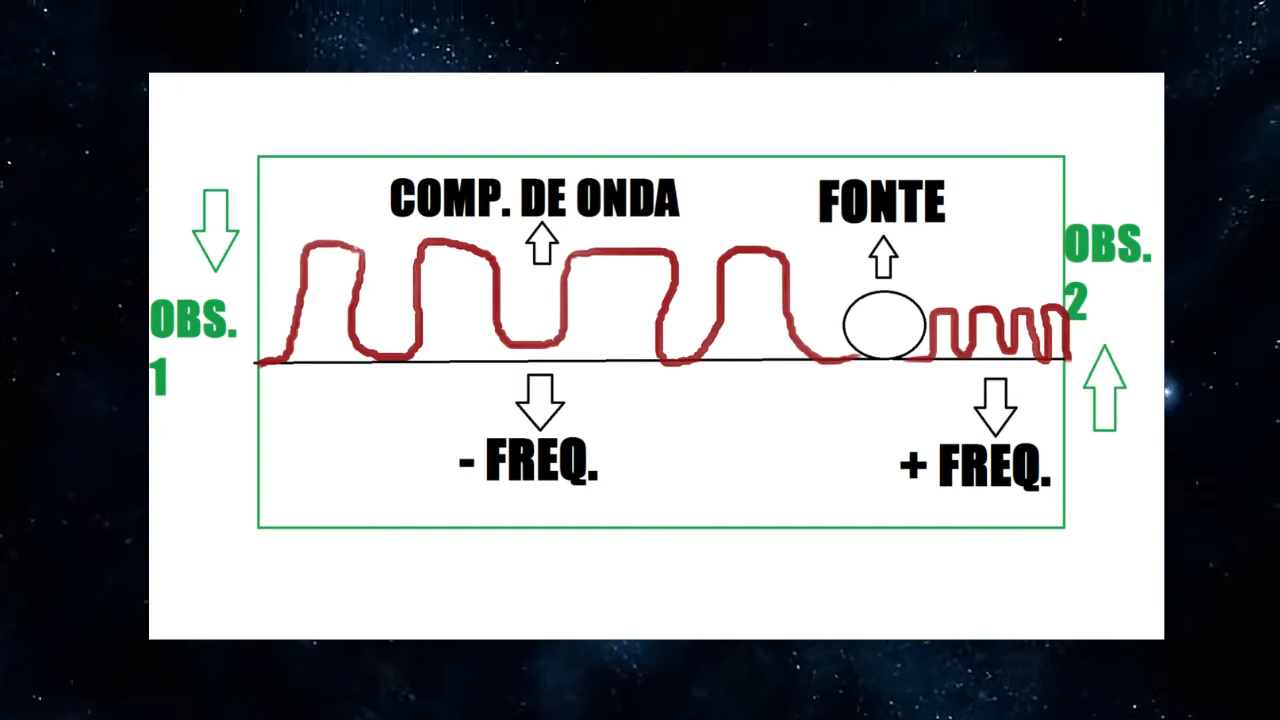 COMP. DE ONDA
FONTE
OBS.
1
OBS.
2
- FREQ.
+ FREQ.